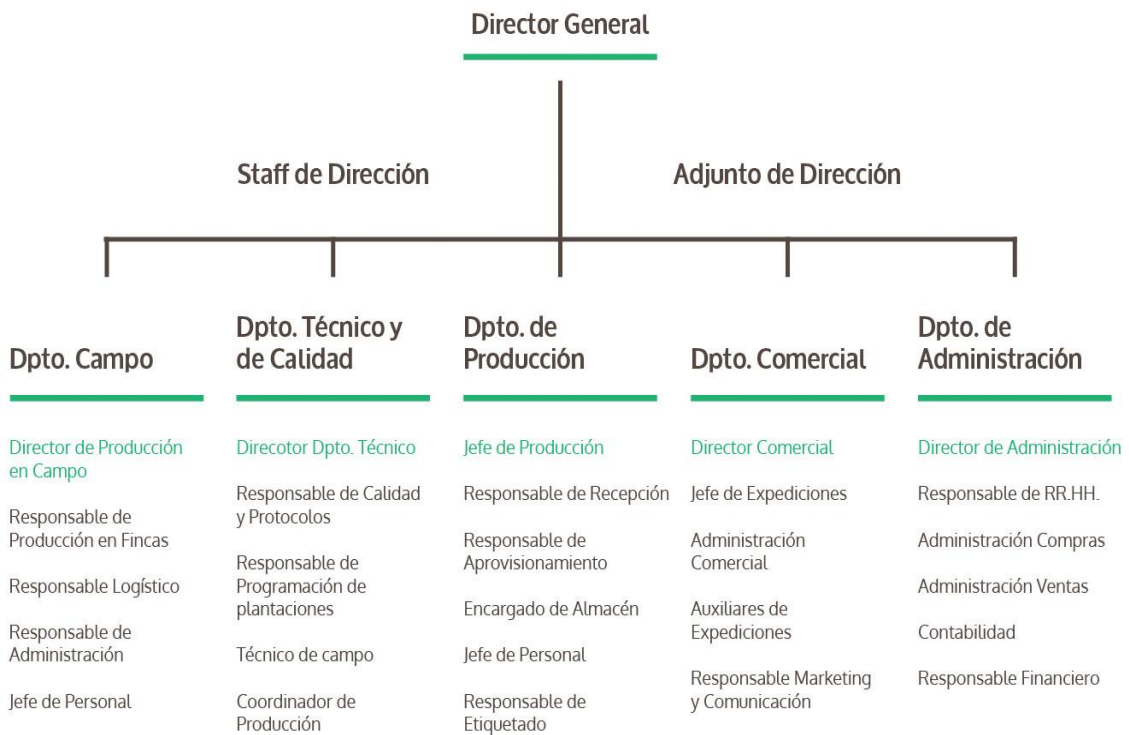 Director General
Staff de Dirección
Adjunto de Dirección
Dpto. Campo
Director de Producción
en Campo
Responsable de
Producción en Fincas
Responsable Logístico
Responsable de
Administración
Jefe de Personal
Dpto. Técnico y
de Calidad
Direcotor Dpto. Técnico
Responsable de Calidad
y Protocolos
Responsable de
Programación de
plantaciones
Técnico de campo
Coordinador de
Producción
Dpto. de
Producción
Jefe de Producción
Responsable de Recepción
Responsable de
Aprovisionamiento
Encargado de Almacén
Jefe de Personal
Responsable de
Etiquetado
Dpto. Comercial
Director Comercial
Jefe de Expediciones
Administración
Comercial
Auxiliares de
Expediciones
Responsable Marketing
y Comunicación
Dpto. de
Administración
Director de Administración
Responsable de RR.HH.
Administración Compras
Administración Ventas
Contabilidad
Responsable Financiero